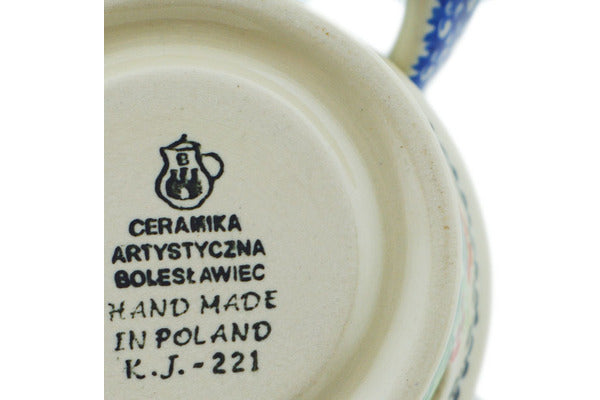 B
CERAMIKA
ARTYSTYCZNA
BOLESŁAWIEC
HAND MADE
IN POLAND
K.J.-221